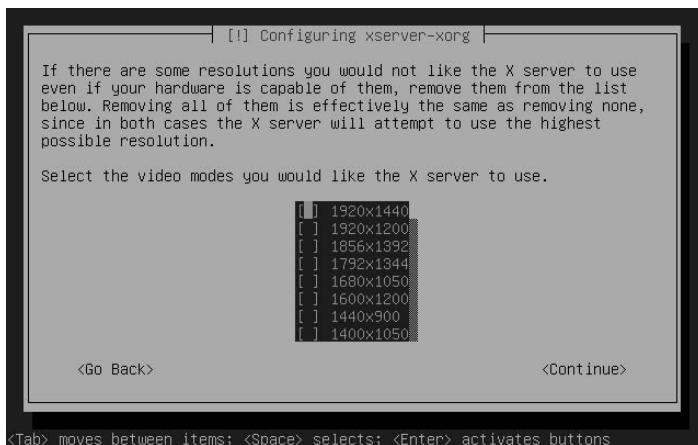 [!] Configuring xserver-xorg
If there are some resolutions you would not like the X server to use
even if your hardware is capable of them, remove them from the list
below. Removing all of them is effectively the same as removing none,
since in both cases the X server will attempt to use the highest
possible resolution.
Select the video modes you would like the X server to use.
[ ] 1920x1440
[ ] 1920x1200
[ ] 1856x1392
[ ] 1792x1344
[ ] 1680x1050
[ ] 1600x1200
[ ] 1440x900
[ ] 1400x1050
<Go Back> <Continue>
<Tab> moves between items; <Space> selects; <Enter> activates buttons